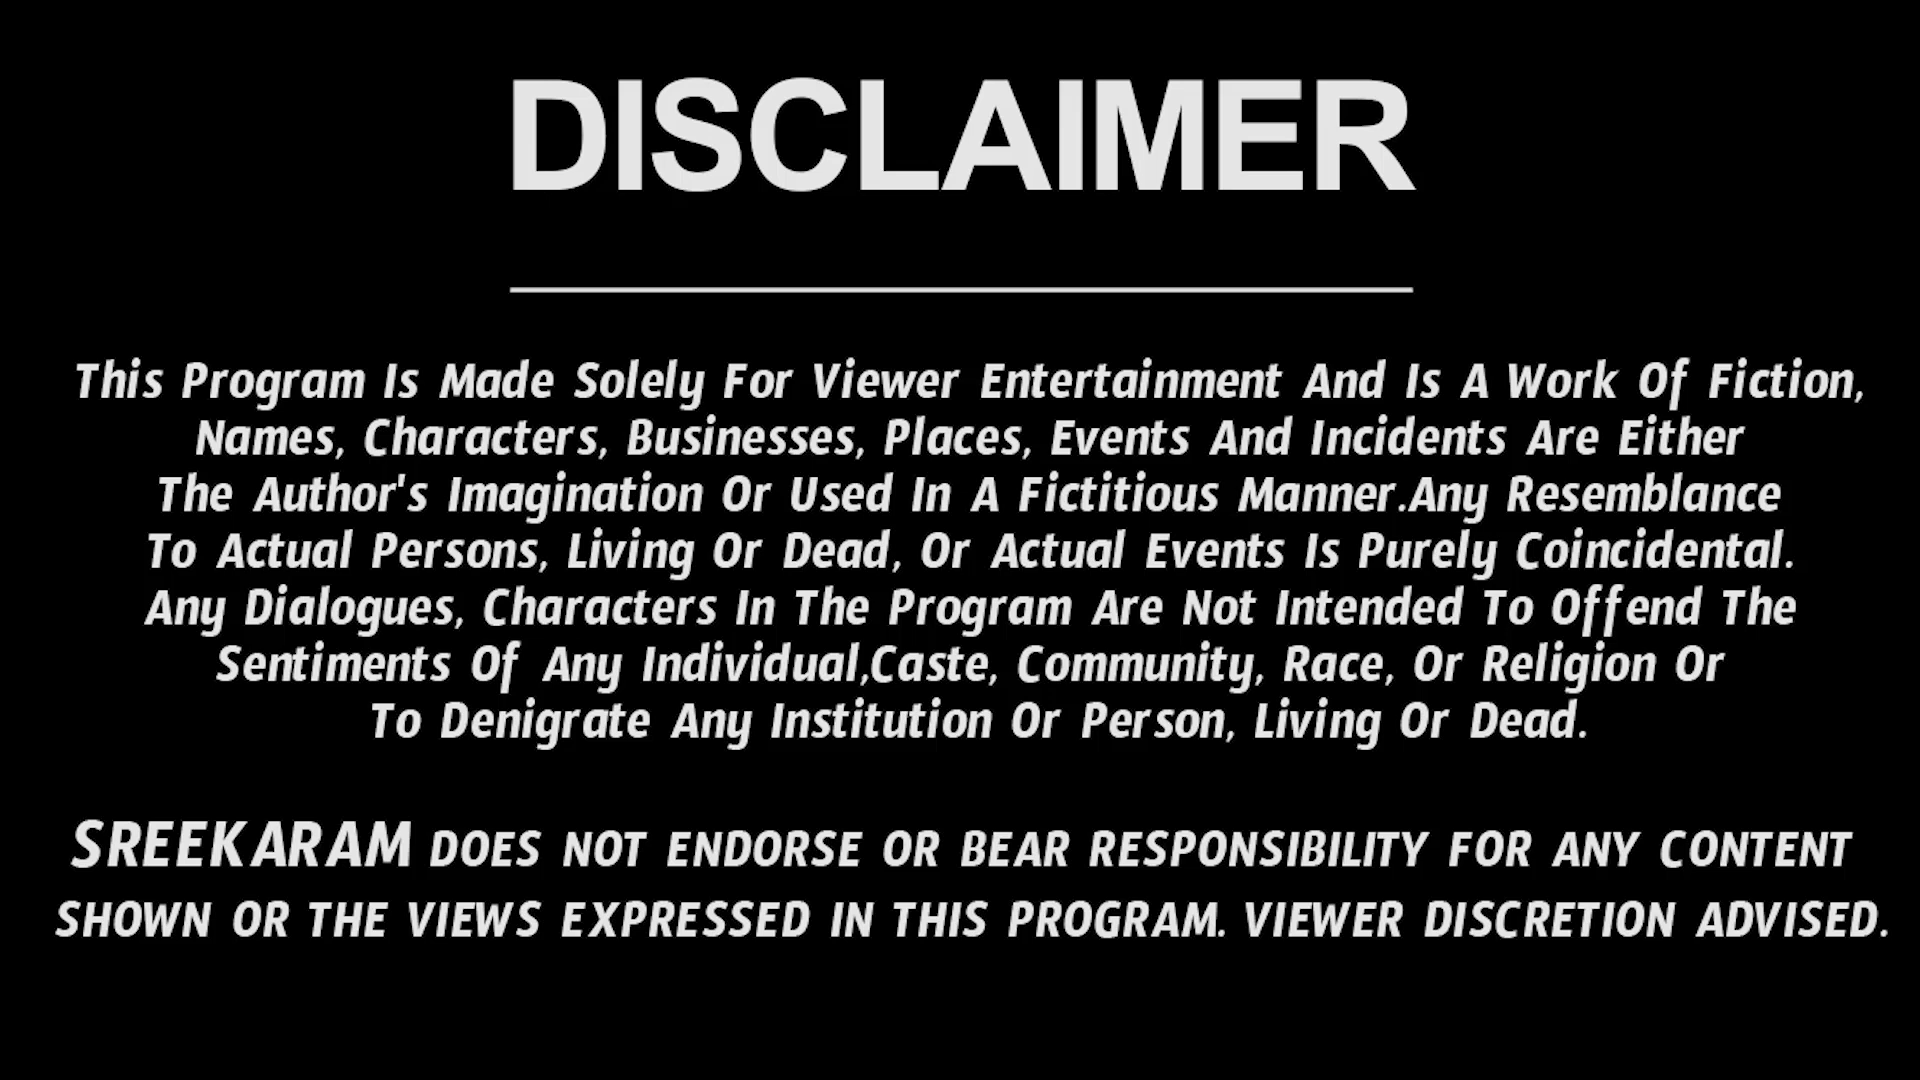 DISCLAIMER
This Program Is Made Solely For Viewer Entertainment And Is A Work Of Fiction,
Names, Characters, Businesses, Places, Events And Incidents Are Either
The Author's Imagination Or Used In A Fictitious Manner.Any Resemblance
To Actual Persons, Living Or Dead, Or Actual Events Is Purely Coincidental.
Any Dialogues, Characters In The Program Are Not Intended To Offend The
Sentiments Of Any Individual,Caste, Community, Race, Or Religion Or
To Denigrate Any Institution Or Person, Living Or Dead.
SREEKARAM DOES NOT ENDORSE OR BEAR RESPONSIBILITY FOR ANY CONTENT
SHOWN OR THE VIEWS EXPRESSED IN THIS PROGRAM. VIEWER DISCRETION ADVISED.